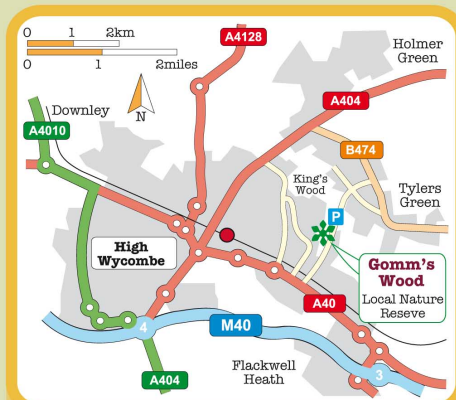 0 1 2km
0 1 2miles
N
A4128
Holmer
Green
A404
Downley
A4010
B474
King's
Wood
Tylers
Green
P
High
Wycombe
Gomm's
Wood
Local Nature
Reseve
A40
M40
4
3
Flackwell
Heath
A404